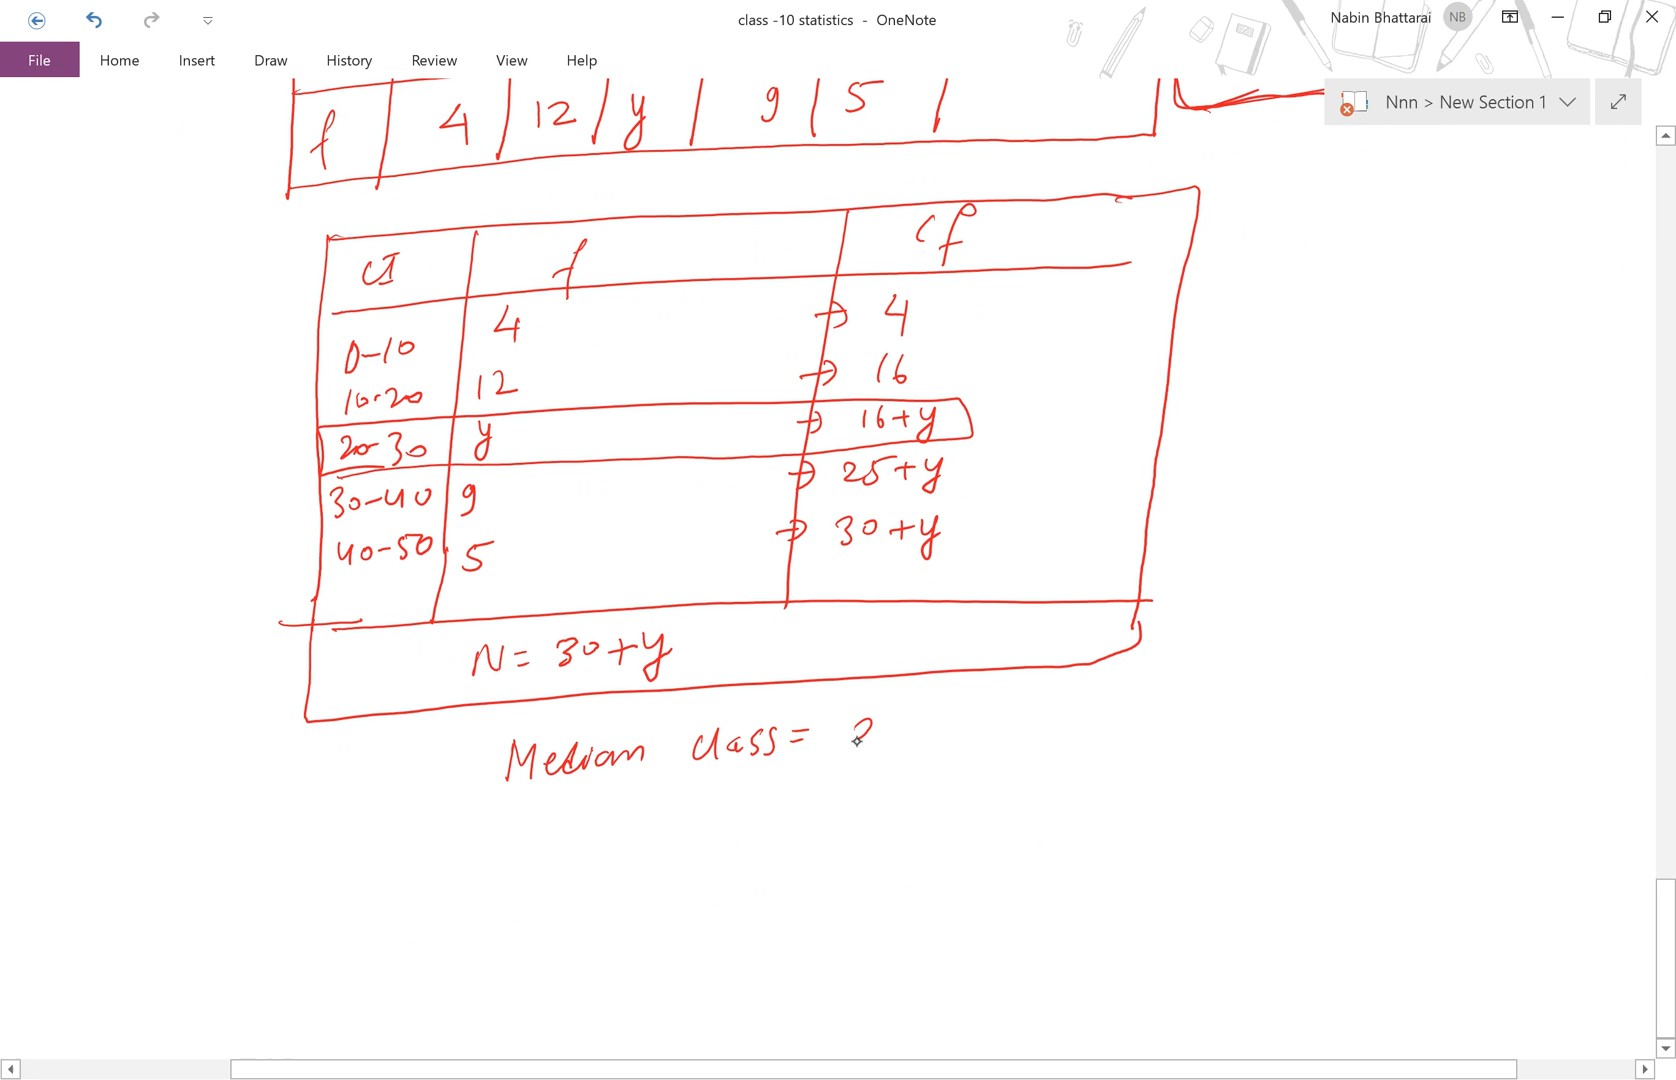 class -10 statistics - OneNote
Nabin Bhattarai NB
File Home Insert Draw History Review View Help
Nnn > New Section 1
f 4 12 y 9 5
CI f cf
0-10 4 → 4
10-20 12 → 16
20-30 y → 16+y
30-40 9 → 25+y
40-50 5 → 30+y
N= 30+y
Median class= ?